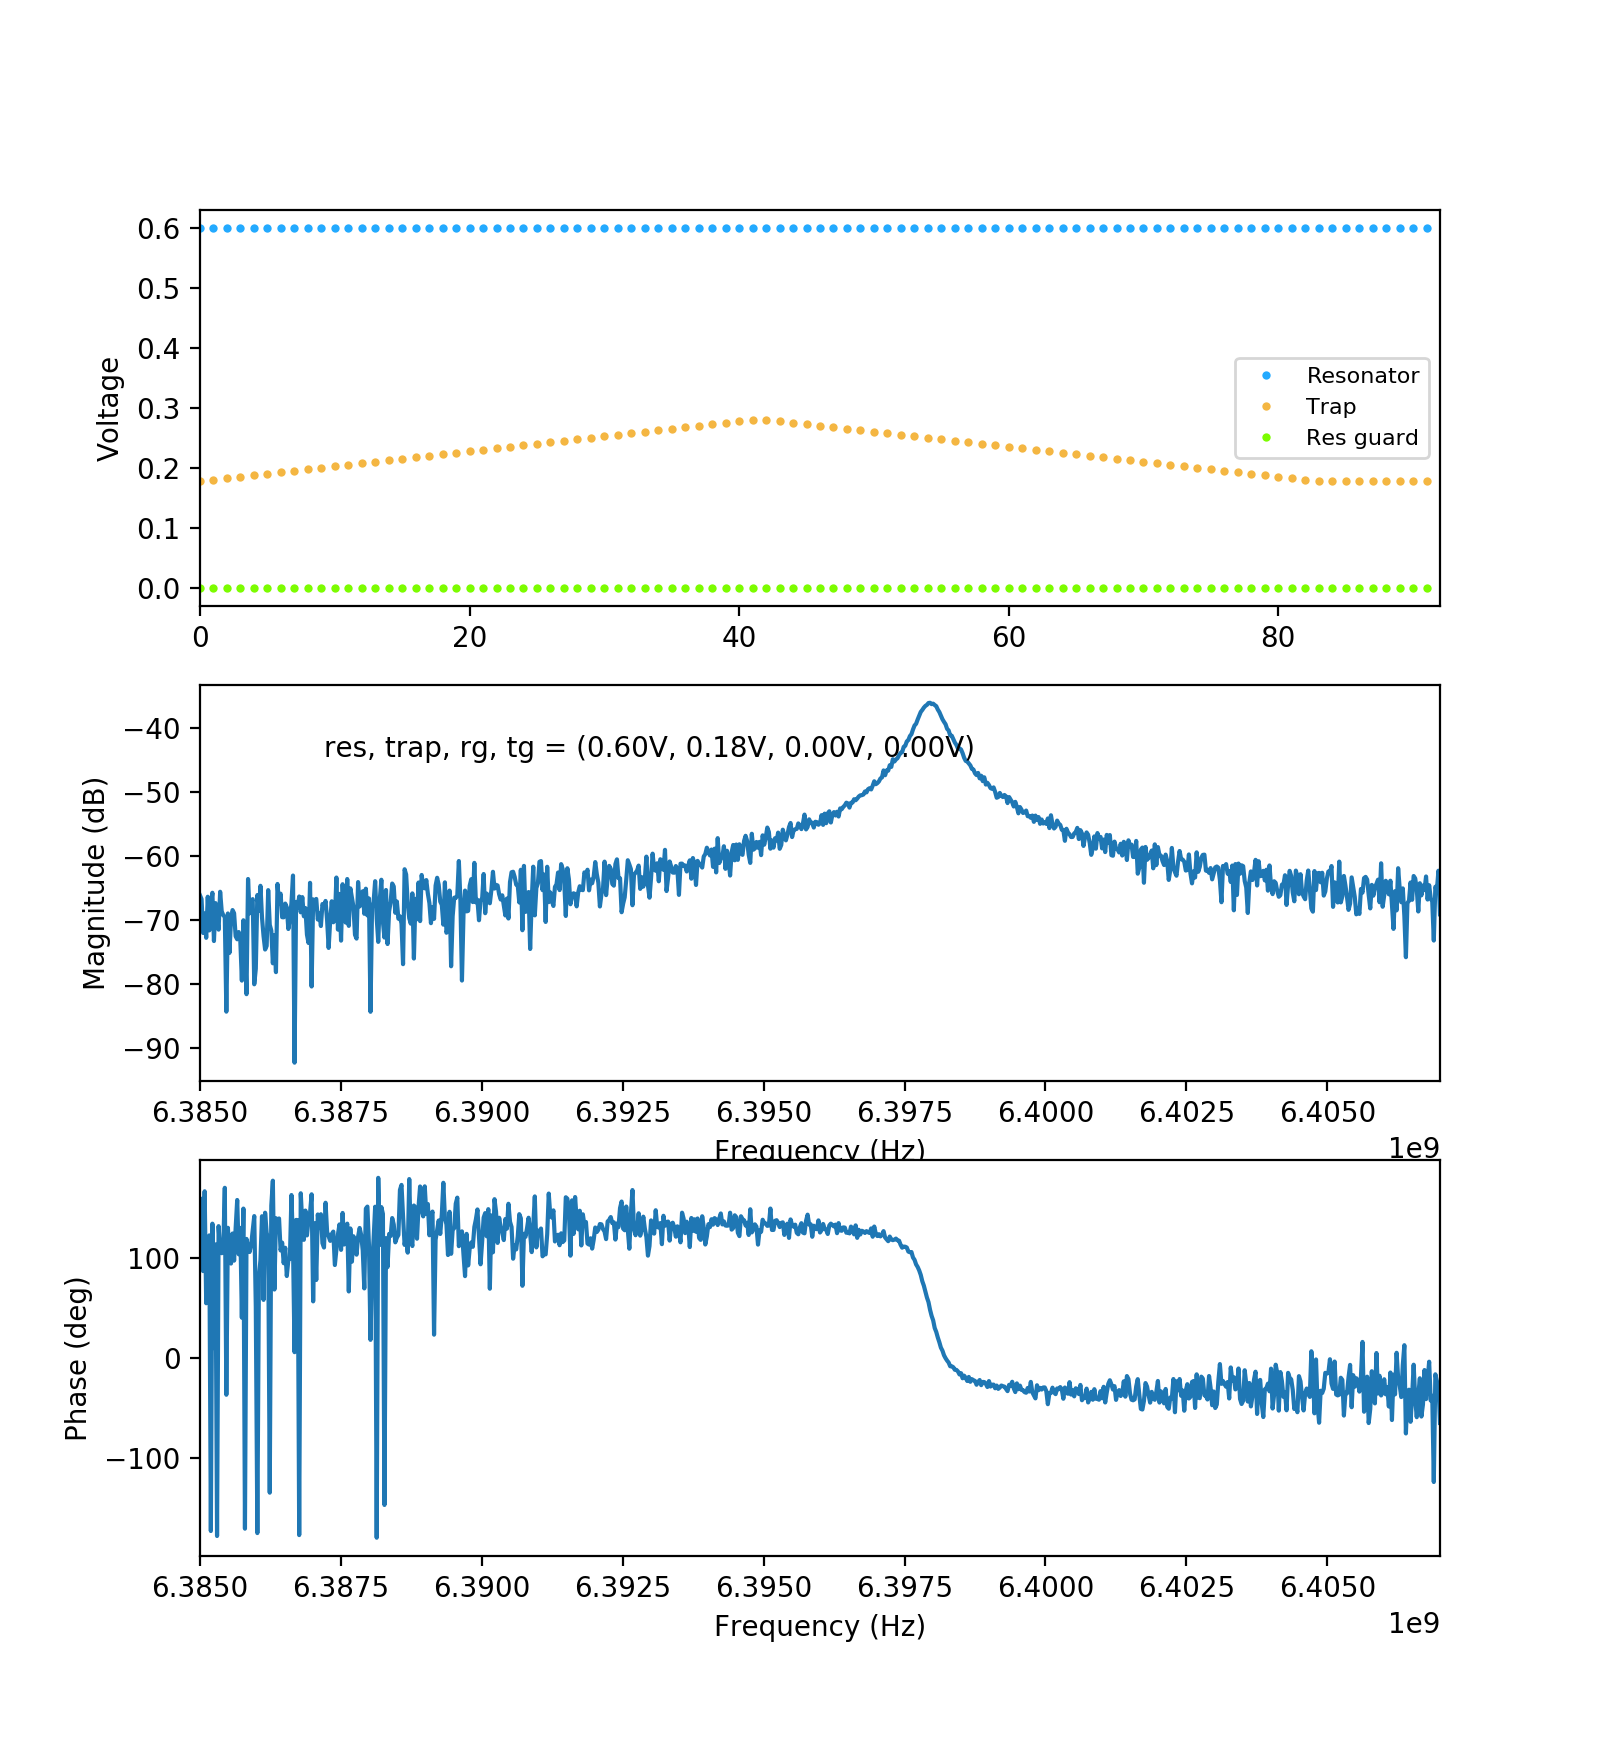 0.6
0.5
0.4
0.3
0.2
0.1
0.0
Voltage
Resonator
Trap
Res guard
0 20 40 60 80
−40
−50
−60
−70
−80
−90
Magnitude (dB)
res, trap, rg, tg = (0.60V, 0.18V, 0.00V, 0.00V)
6.3850 6.3875 6.3900 6.3925 6.3950 6.3975 6.4000 6.4025 6.4050
Frequency (Hz)
1e9
100
0
−100
Phase (deg)
6.3850 6.3875 6.3900 6.3925 6.3950 6.3975 6.4000 6.4025 6.4050
Frequency (Hz)
1e9